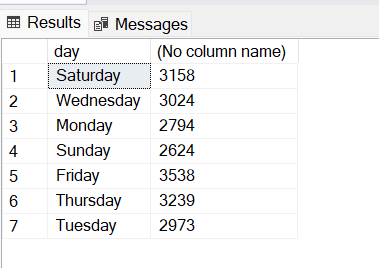 Results Messages
day (No column name)
1 Saturday 3158
2 Wednesday 3024
3 Monday 2794
4 Sunday 2624
5 Friday 3538
6 Thursday 3239
7 Tuesday 2973